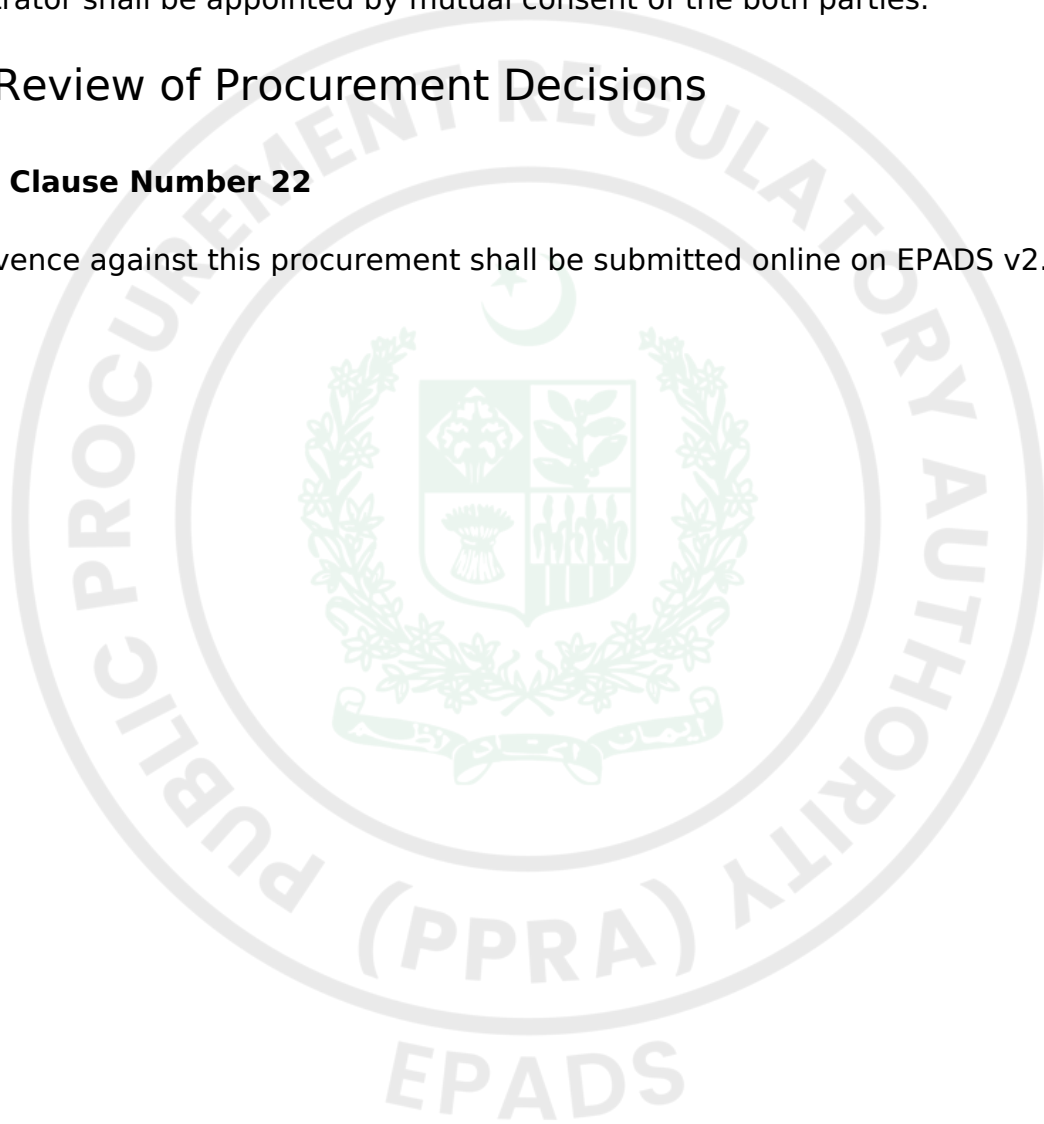 trator shall be appointed by mutual consent of the both parties.
Review of Procurement Decisions
Clause Number 22
vence against this procurement shall be submitted online on EPADS v2.
PUBLIC PROCUREMENT REGULATORY AUTHORITY
(PPRA)
EPADS